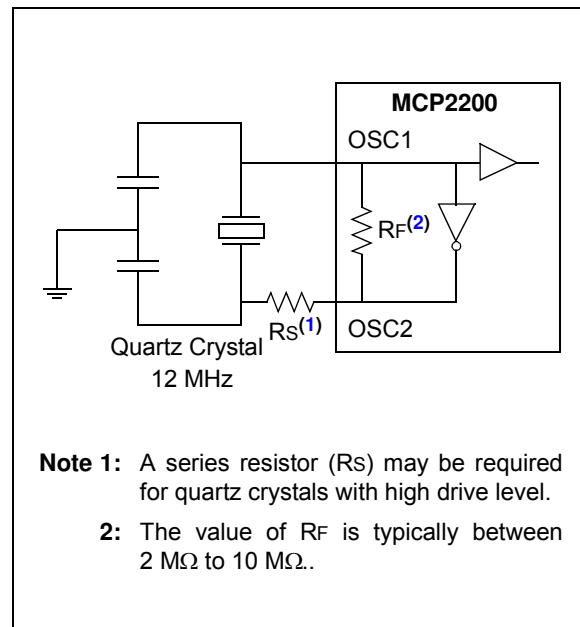 MCP2200
OSC1
RF(2)
RS(1)
OSC2
Quartz Crystal
12 MHz
Note 1: A series resistor (RS) may be required
for quartz crystals with high drive level.
2: The value of RF is typically between
2 MΩ to 10 MΩ..